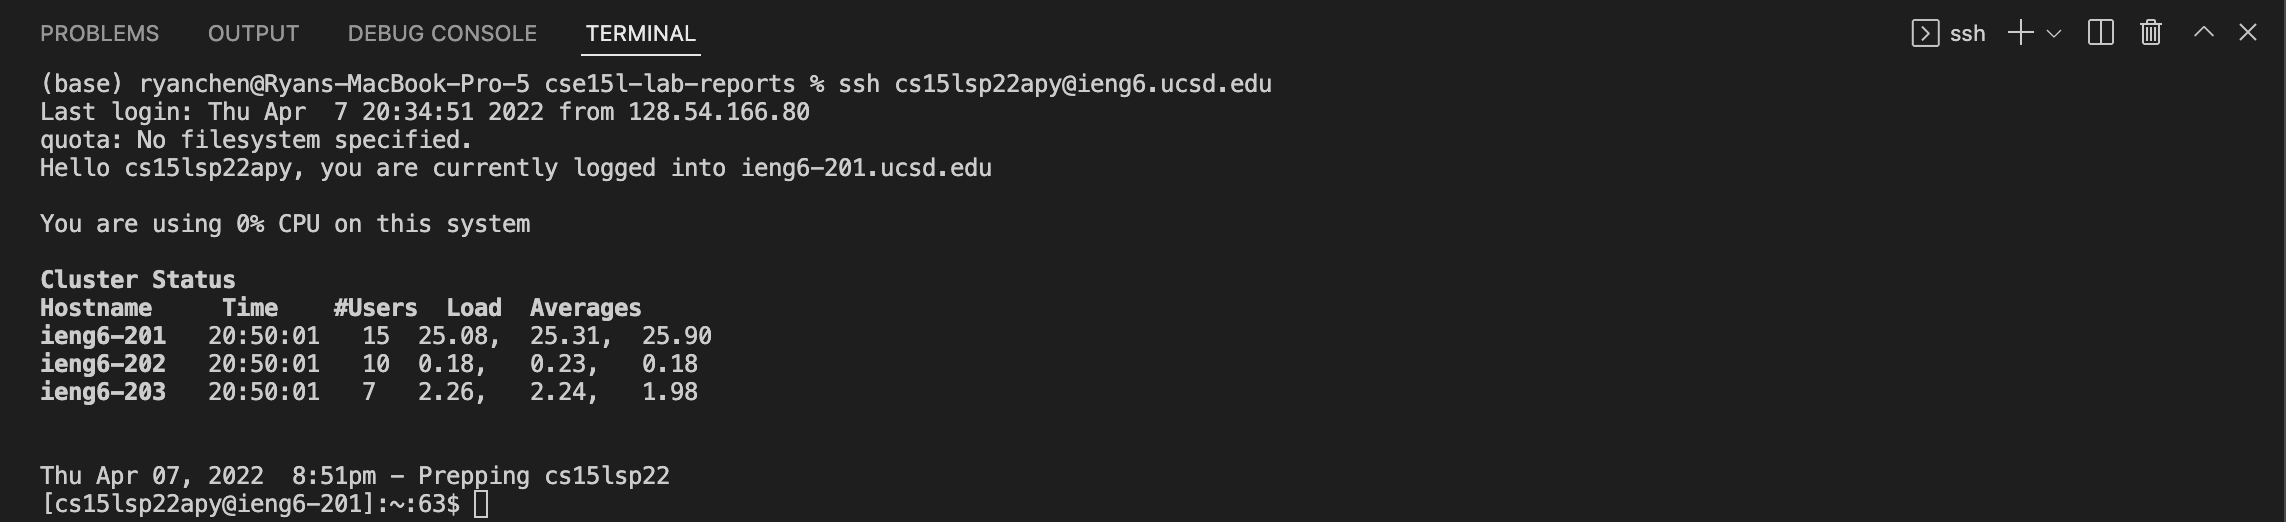 PROBLEMS OUTPUT DEBUG CONSOLE TERMINAL ssh
(base) ryanchen@Ryans-MacBook-Pro-5 cse15l-lab-reports % ssh cs15lsp22apy@ieng6.ucsd.edu
Last login: Thu Apr  7 20:34:51 2022 from 128.54.166.80
quota: No filesystem specified.
Hello cs15lsp22apy, you are currently logged into ieng6-201.ucsd.edu
You are using 0% CPU on this system
Cluster Status
Hostname     Time    #Users  Load  Averages
ieng6-201   20:50:01   15  25.08,  25.31,  25.90
ieng6-202   20:50:01   10  0.18,   0.23,   0.18
ieng6-203   20:50:01   7   2.26,   2.24,   1.98
Thu Apr 07, 2022  8:51pm - Prepping cs15lsp22
[cs15lsp22apy@ieng6-201]:~:63$